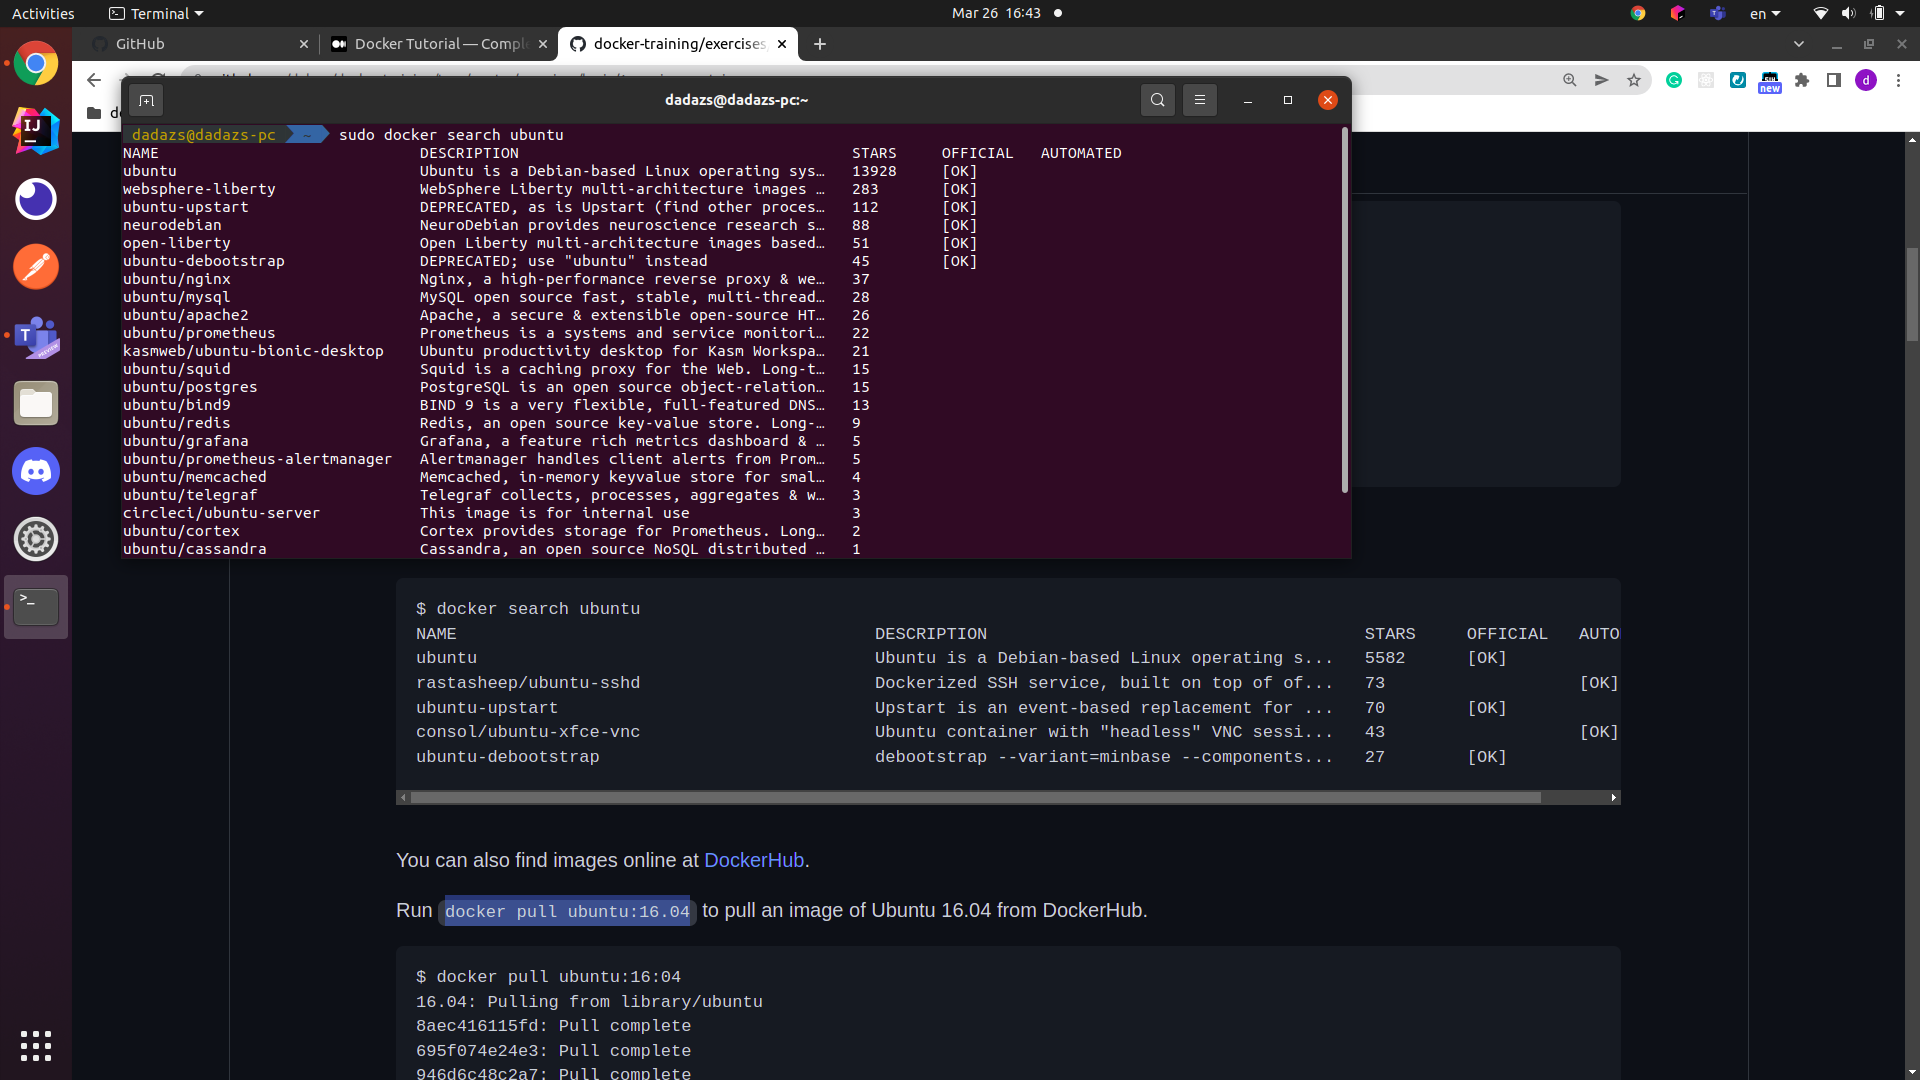 Activities
Terminal
Mar 26 16:43
en
GitHub
Docker Tutorial — Comple
docker-training/exercises
d
new
dadazs@dadazs-pc:~
dadazs@dadazs-pc ~ sudo docker search ubuntu
NAME DESCRIPTION STARS OFFICIAL AUTOMATED
ubuntu Ubuntu is a Debian-based Linux operating sys… 13928 [OK]
websphere-liberty WebSphere Liberty multi-architecture images … 283 [OK]
ubuntu-upstart DEPRECATED, as is Upstart (find other proces… 112 [OK]
neurodebian NeuroDebian provides neuroscience research s… 88 [OK]
open-liberty Open Liberty multi-architecture images based… 51 [OK]
ubuntu-debootstrap DEPRECATED; use "ubuntu" instead 45 [OK]
ubuntu/nginx Nginx, a high-performance reverse proxy & we… 37
ubuntu/mysql MySQL open source fast, stable, multi-thread… 28
ubuntu/apache2 Apache, a secure & extensible open-source HT… 26
ubuntu/prometheus Prometheus is a systems and service monitori… 22
kasmweb/ubuntu-bionic-desktop Ubuntu productivity desktop for Kasm Workspa… 21
ubuntu/squid Squid is a caching proxy for the Web. Long-t… 15
ubuntu/postgres PostgreSQL is an open source object-relation… 15
ubuntu/bind9 BIND 9 is a very flexible, full-featured DNS… 13
ubuntu/redis Redis, an open source key-value store. Long-… 9
ubuntu/grafana Grafana, a feature rich metrics dashboard & … 5
ubuntu/prometheus-alertmanager Alertmanager handles client alerts from Prom… 5
ubuntu/memcached Memcached, in-memory keyvalue store for smal… 4
ubuntu/telegraf Telegraf collects, processes, aggregates & w… 3
circleci/ubuntu-server This image is for internal use 3
ubuntu/cortex Cortex provides storage for Prometheus. Long… 2
ubuntu/cassandra Cassandra, an open source NoSQL distributed … 1
$ docker search ubuntu
NAME DESCRIPTION STARS OFFICIAL AUTO
ubuntu Ubuntu is a Debian-based Linux operating s... 5582 [OK]
rastasheep/ubuntu-sshd Dockerized SSH service, built on top of of... 73 [OK]
ubuntu-upstart Upstart is an event-based replacement for ... 70 [OK]
consol/ubuntu-xfce-vnc Ubuntu container with "headless" VNC sessi... 43 [OK]
ubuntu-debootstrap debootstrap --variant=minbase --components... 27 [OK]
You can also find images online at DockerHub.
Run docker pull ubuntu:16.04 to pull an image of Ubuntu 16.04 from DockerHub.
$ docker pull ubuntu:16:04
16.04: Pulling from library/ubuntu
8aec416115fd: Pull complete
695f074e24e3: Pull complete
946d6c48c2a7: Pull complete